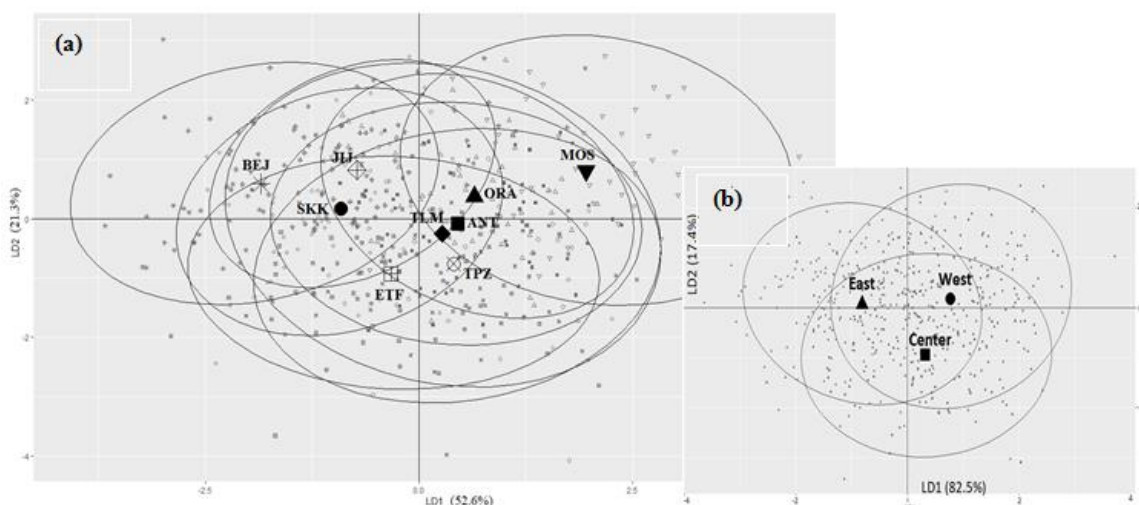 (a)
BEJ
JIJ
MOS
SKK
ORA
TLM
ANT
TPZ
ETF
2
0
-2
-4
LD2 (21.3%)
-2.5
0.0
2.5
LD1 (52.6%)
(b)
LD2 (17.4%)
East
West
Center
LD1 (82.5%)
-4
-2
0
2
4